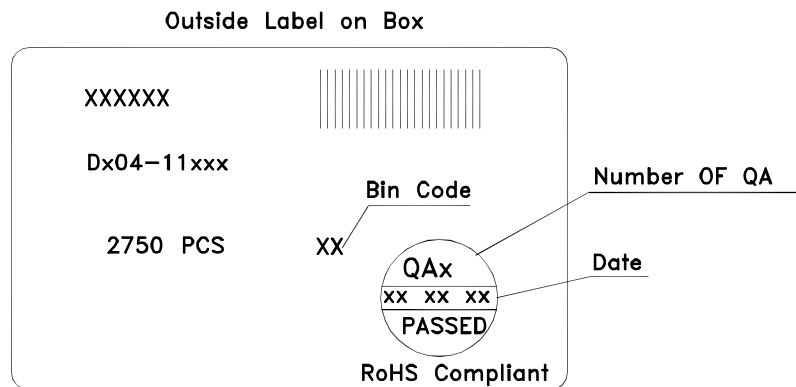 Outside Label on Box
XXXXXX
Dx04-11xxx
Bin Code
Number OF QA
2750 PCS
XX
QAx
Date
xx xx xx
PASSED
RoHS Compliant